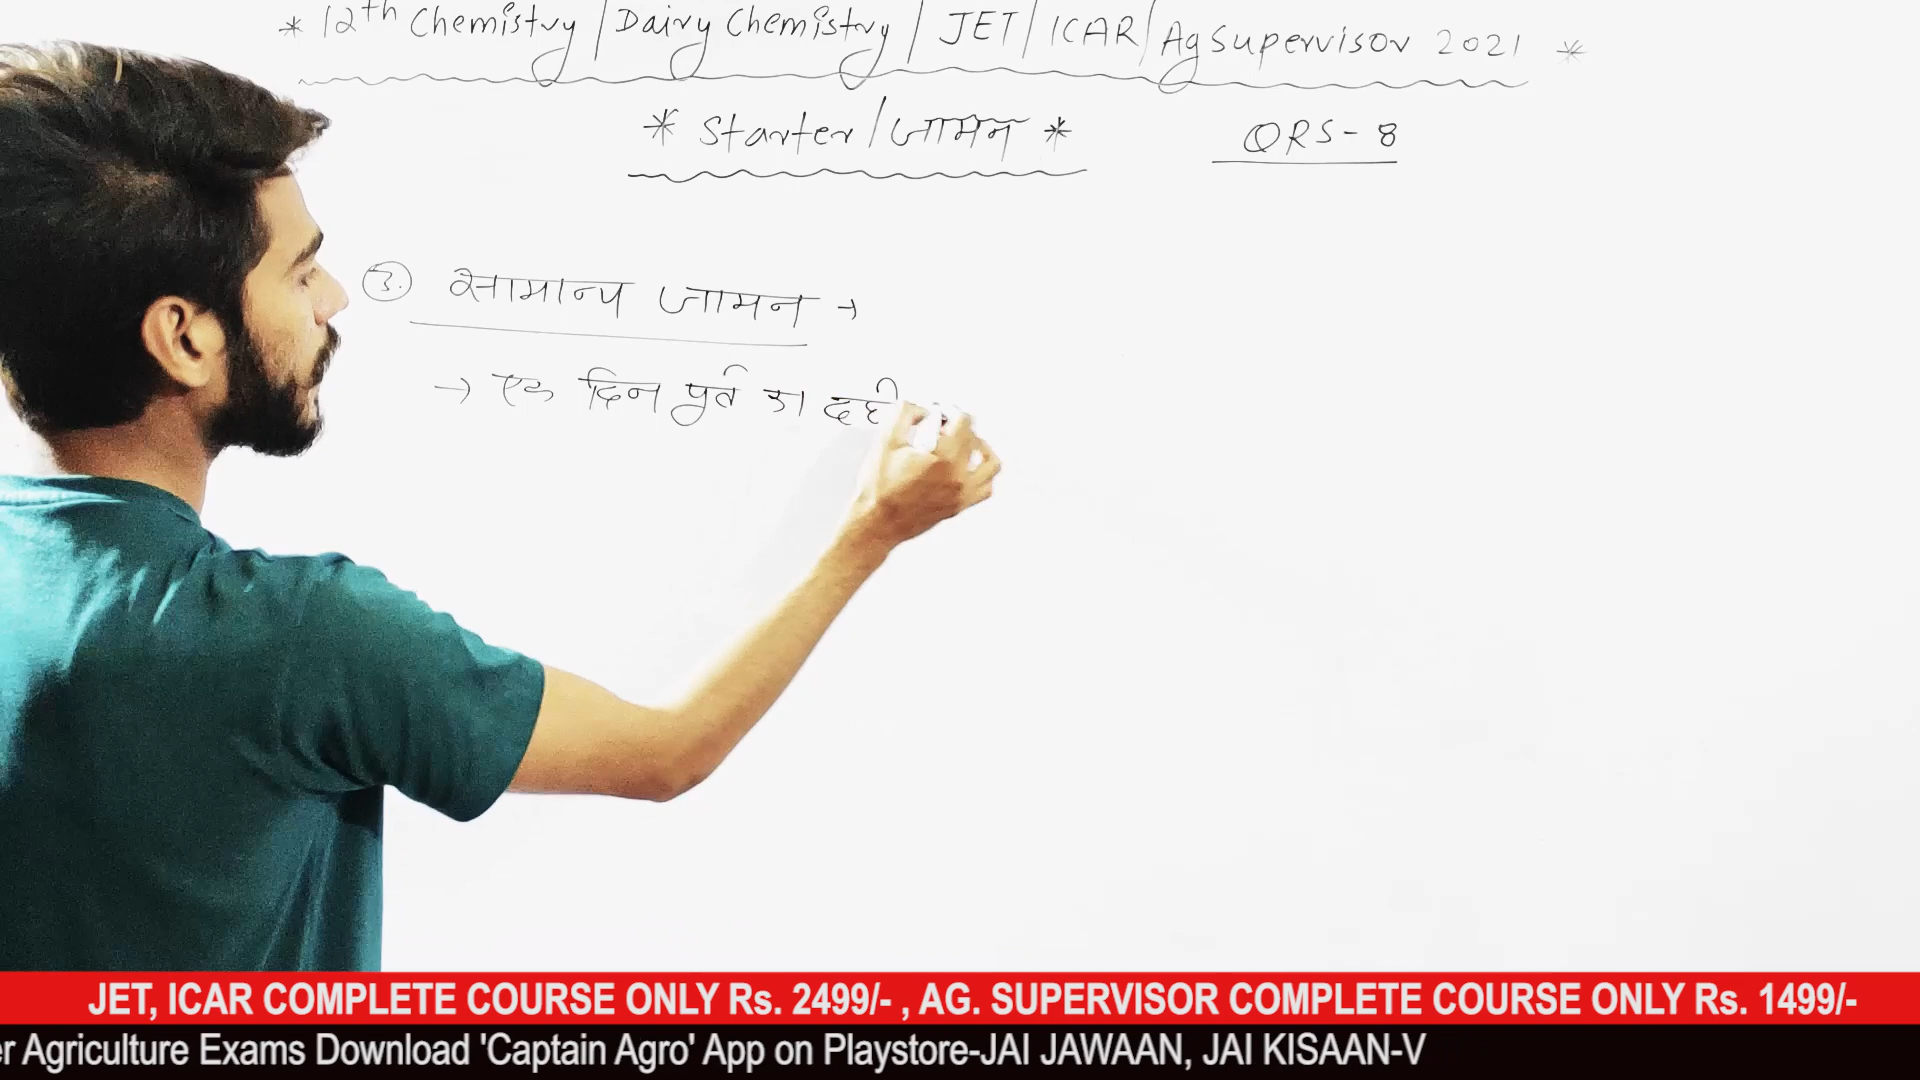 * 12th Chemistry / Dairy Chemistry / JET / ICAR / Ag Supervisor 2021 *
* Starter / जामन *
QRS - 8
3. सामान्य जामन →
→ एक दिन पूर्व का दही
JET, ICAR COMPLETE COURSE ONLY Rs. 2499/- , AG. SUPERVISOR COMPLETE COURSE ONLY Rs. 1499/-
er Agriculture Exams Download 'Captain Agro' App on Playstore-JAI JAWAAN, JAI KISAAN-V